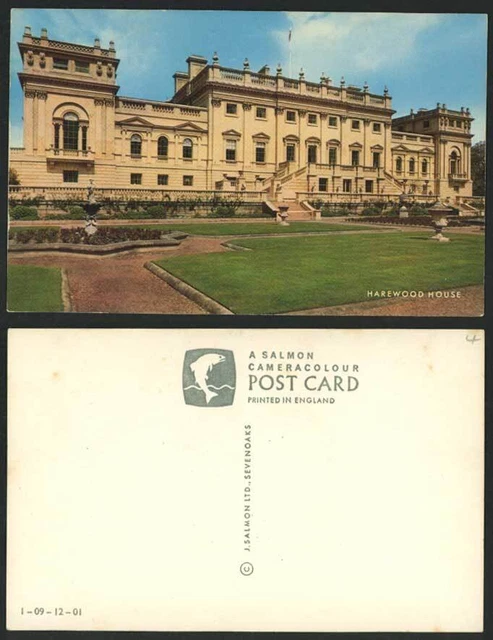 HAREWOOD HOUSE
A SALMON
CAMERACOLOUR
POST CARD
PRINTED IN ENGLAND
© J. SALMON LTD., SEVENOAKS
1-09-12-01